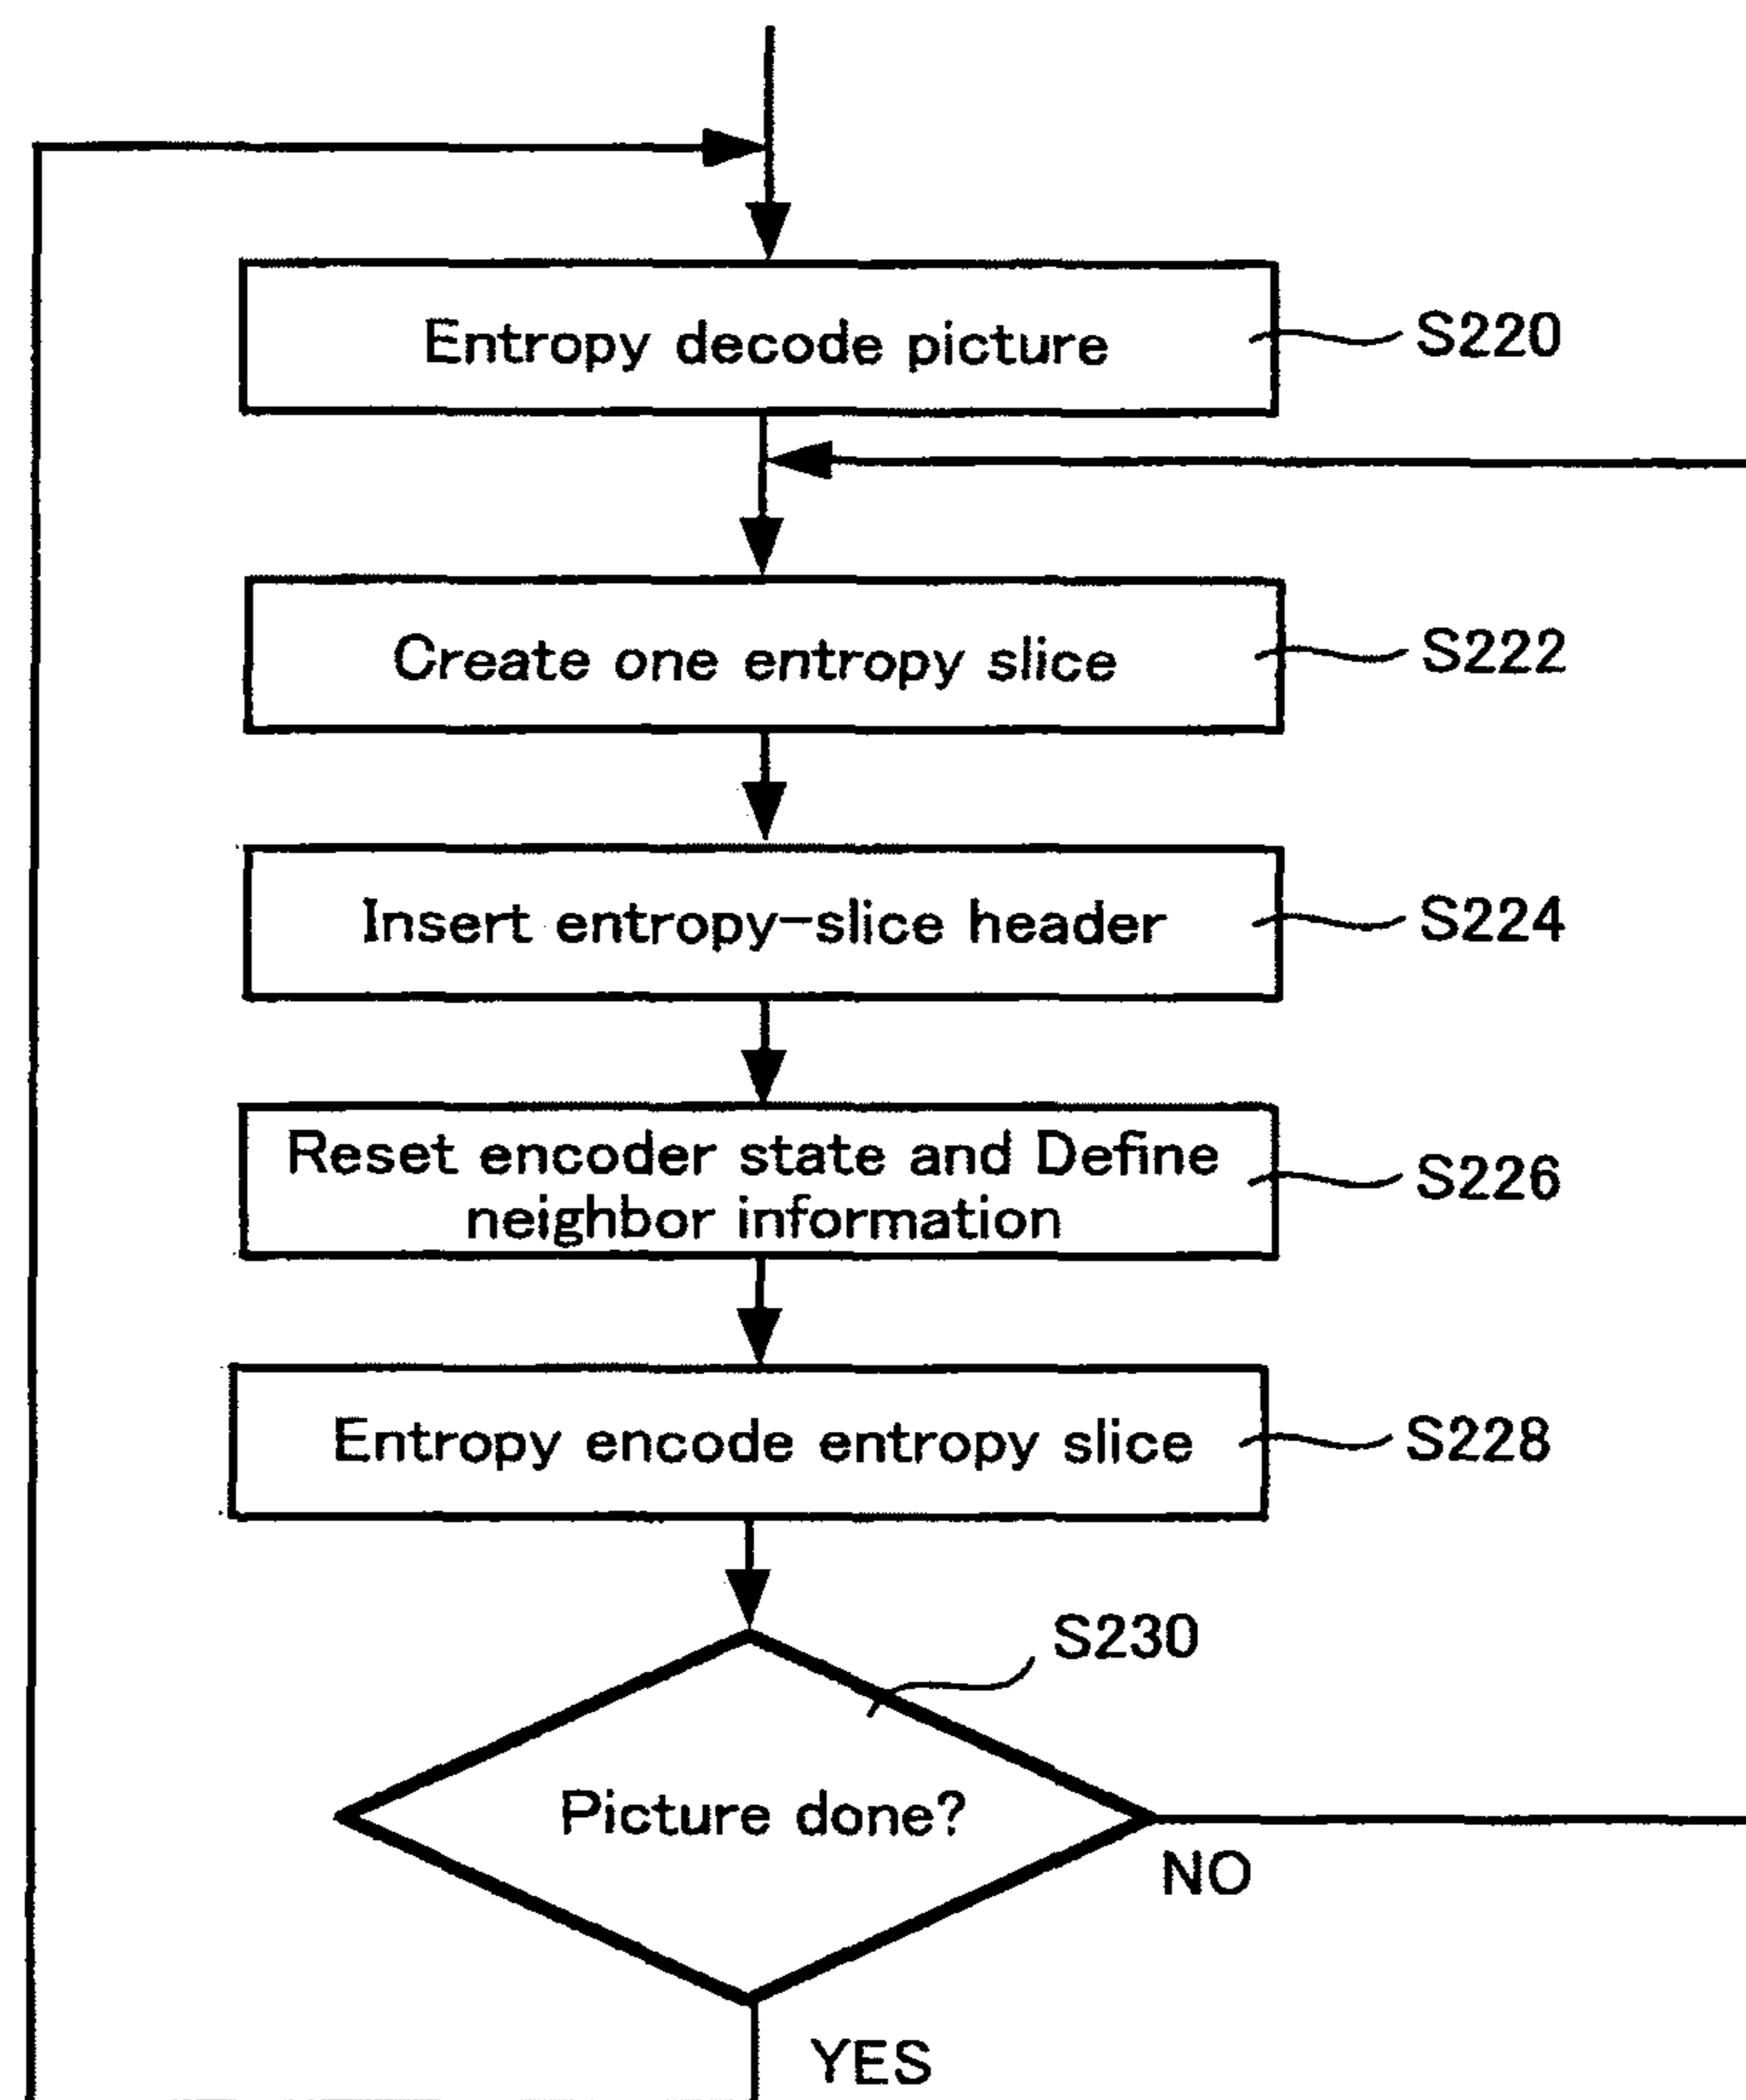 Entropy decode picture
S220
Create one entropy slice
S222
Insert entropy-slice header
S224
Reset encoder state and Define
neighbor information
S226
Entropy encode entropy slice
S228
S230
Picture done?
NO
YES